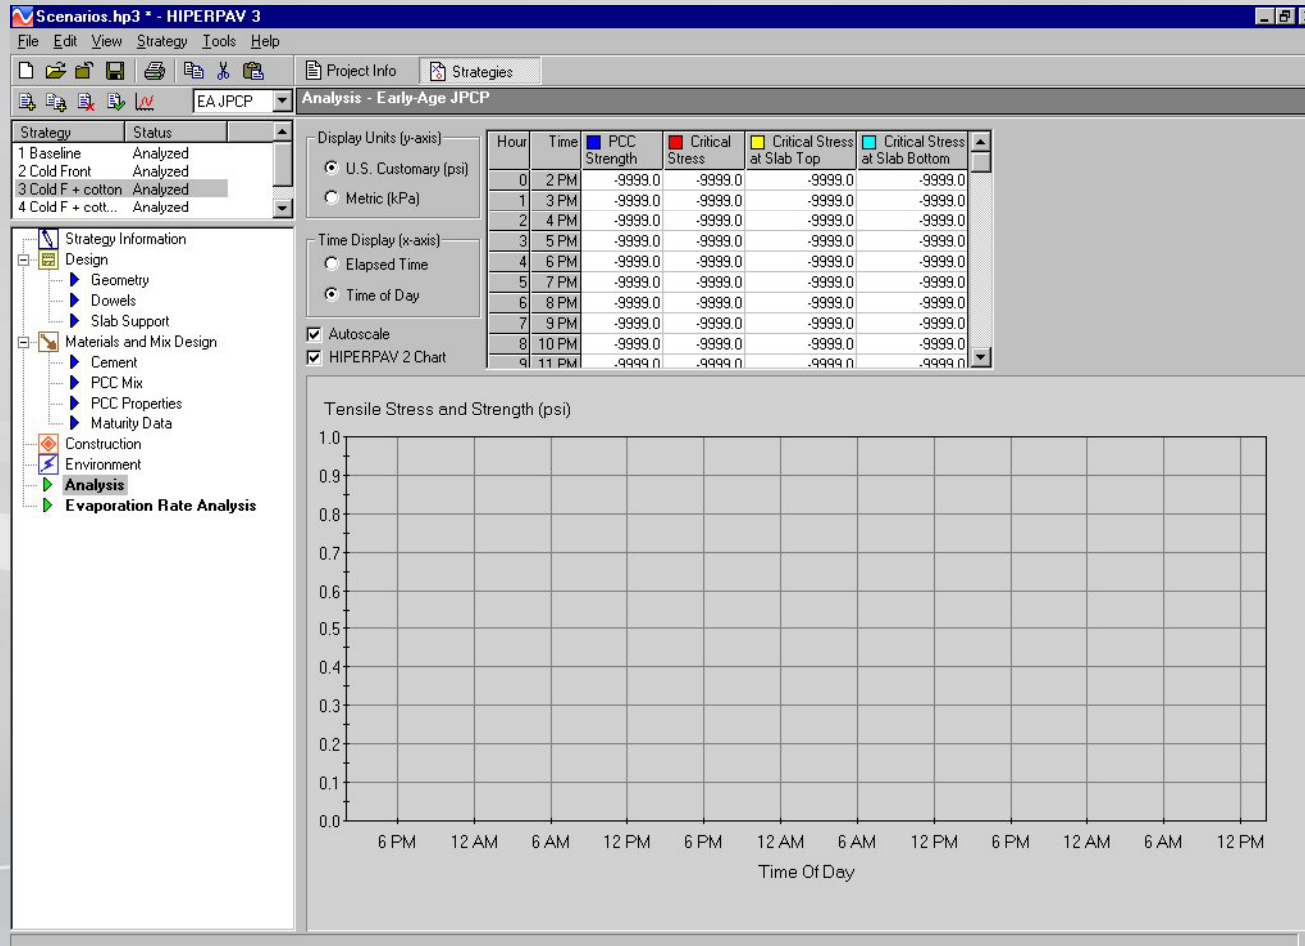 Scenarios.hp3 * - HIPERPAV 3
File Edit View Strategy Tools Help
Project Info Strategies
EA JPCP
Analysis - Early-Age JPCP
Strategy Status
1 Baseline Analyzed
2 Cold Front Analyzed
3 Cold F + cotton Analyzed
4 Cold F + cott... Analyzed
Strategy Information
Design
Geometry
Dowels
Slab Support
Materials and Mix Design
Cement
PCC Mix
PCC Properties
Maturity Data
Construction
Environment
Analysis
Evaporation Rate Analysis
Display Units (y-axis)
U.S. Customary (psi)
Metric (kPa)
Time Display (x-axis)
Elapsed Time
Time of Day
Autoscale
HIPERPAV 2 Chart
Hour Time PCC Critical Critical Stress Critical Stress
Strength Stress at Slab Top at Slab Bottom
0 2 PM -9999.0 -9999.0 -9999.0 -9999.0
1 3 PM -9999.0 -9999.0 -9999.0 -9999.0
2 4 PM -9999.0 -9999.0 -9999.0 -9999.0
3 5 PM -9999.0 -9999.0 -9999.0 -9999.0
4 6 PM -9999.0 -9999.0 -9999.0 -9999.0
5 7 PM -9999.0 -9999.0 -9999.0 -9999.0
6 8 PM -9999.0 -9999.0 -9999.0 -9999.0
7 9 PM -9999.0 -9999.0 -9999.0 -9999.0
8 10 PM -9999.0 -9999.0 -9999.0 -9999.0
9 11 PM -9999.0 -9999.0 -9999.0 -9999.0
Tensile Stress and Strength (psi)
1.0
0.9
0.8
0.7
0.6
0.5
0.4
0.3
0.2
0.1
0.0
6 PM 12 AM 6 AM 12 PM 6 PM 12 AM 6 AM 12 PM 6 PM 12 AM 6 AM 12 PM
Time Of Day